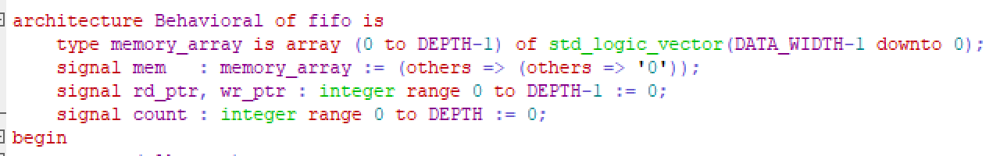 architecture Behavioral of fifo is
    type memory_array is array (0 to DEPTH-1) of std_logic_vector(DATA_WIDTH-1 downto 0);
    signal mem   : memory_array := (others => (others => '0'));
    signal rd_ptr, wr_ptr : integer range 0 to DEPTH-1 := 0;
    signal count : integer range 0 to DEPTH := 0;
begin